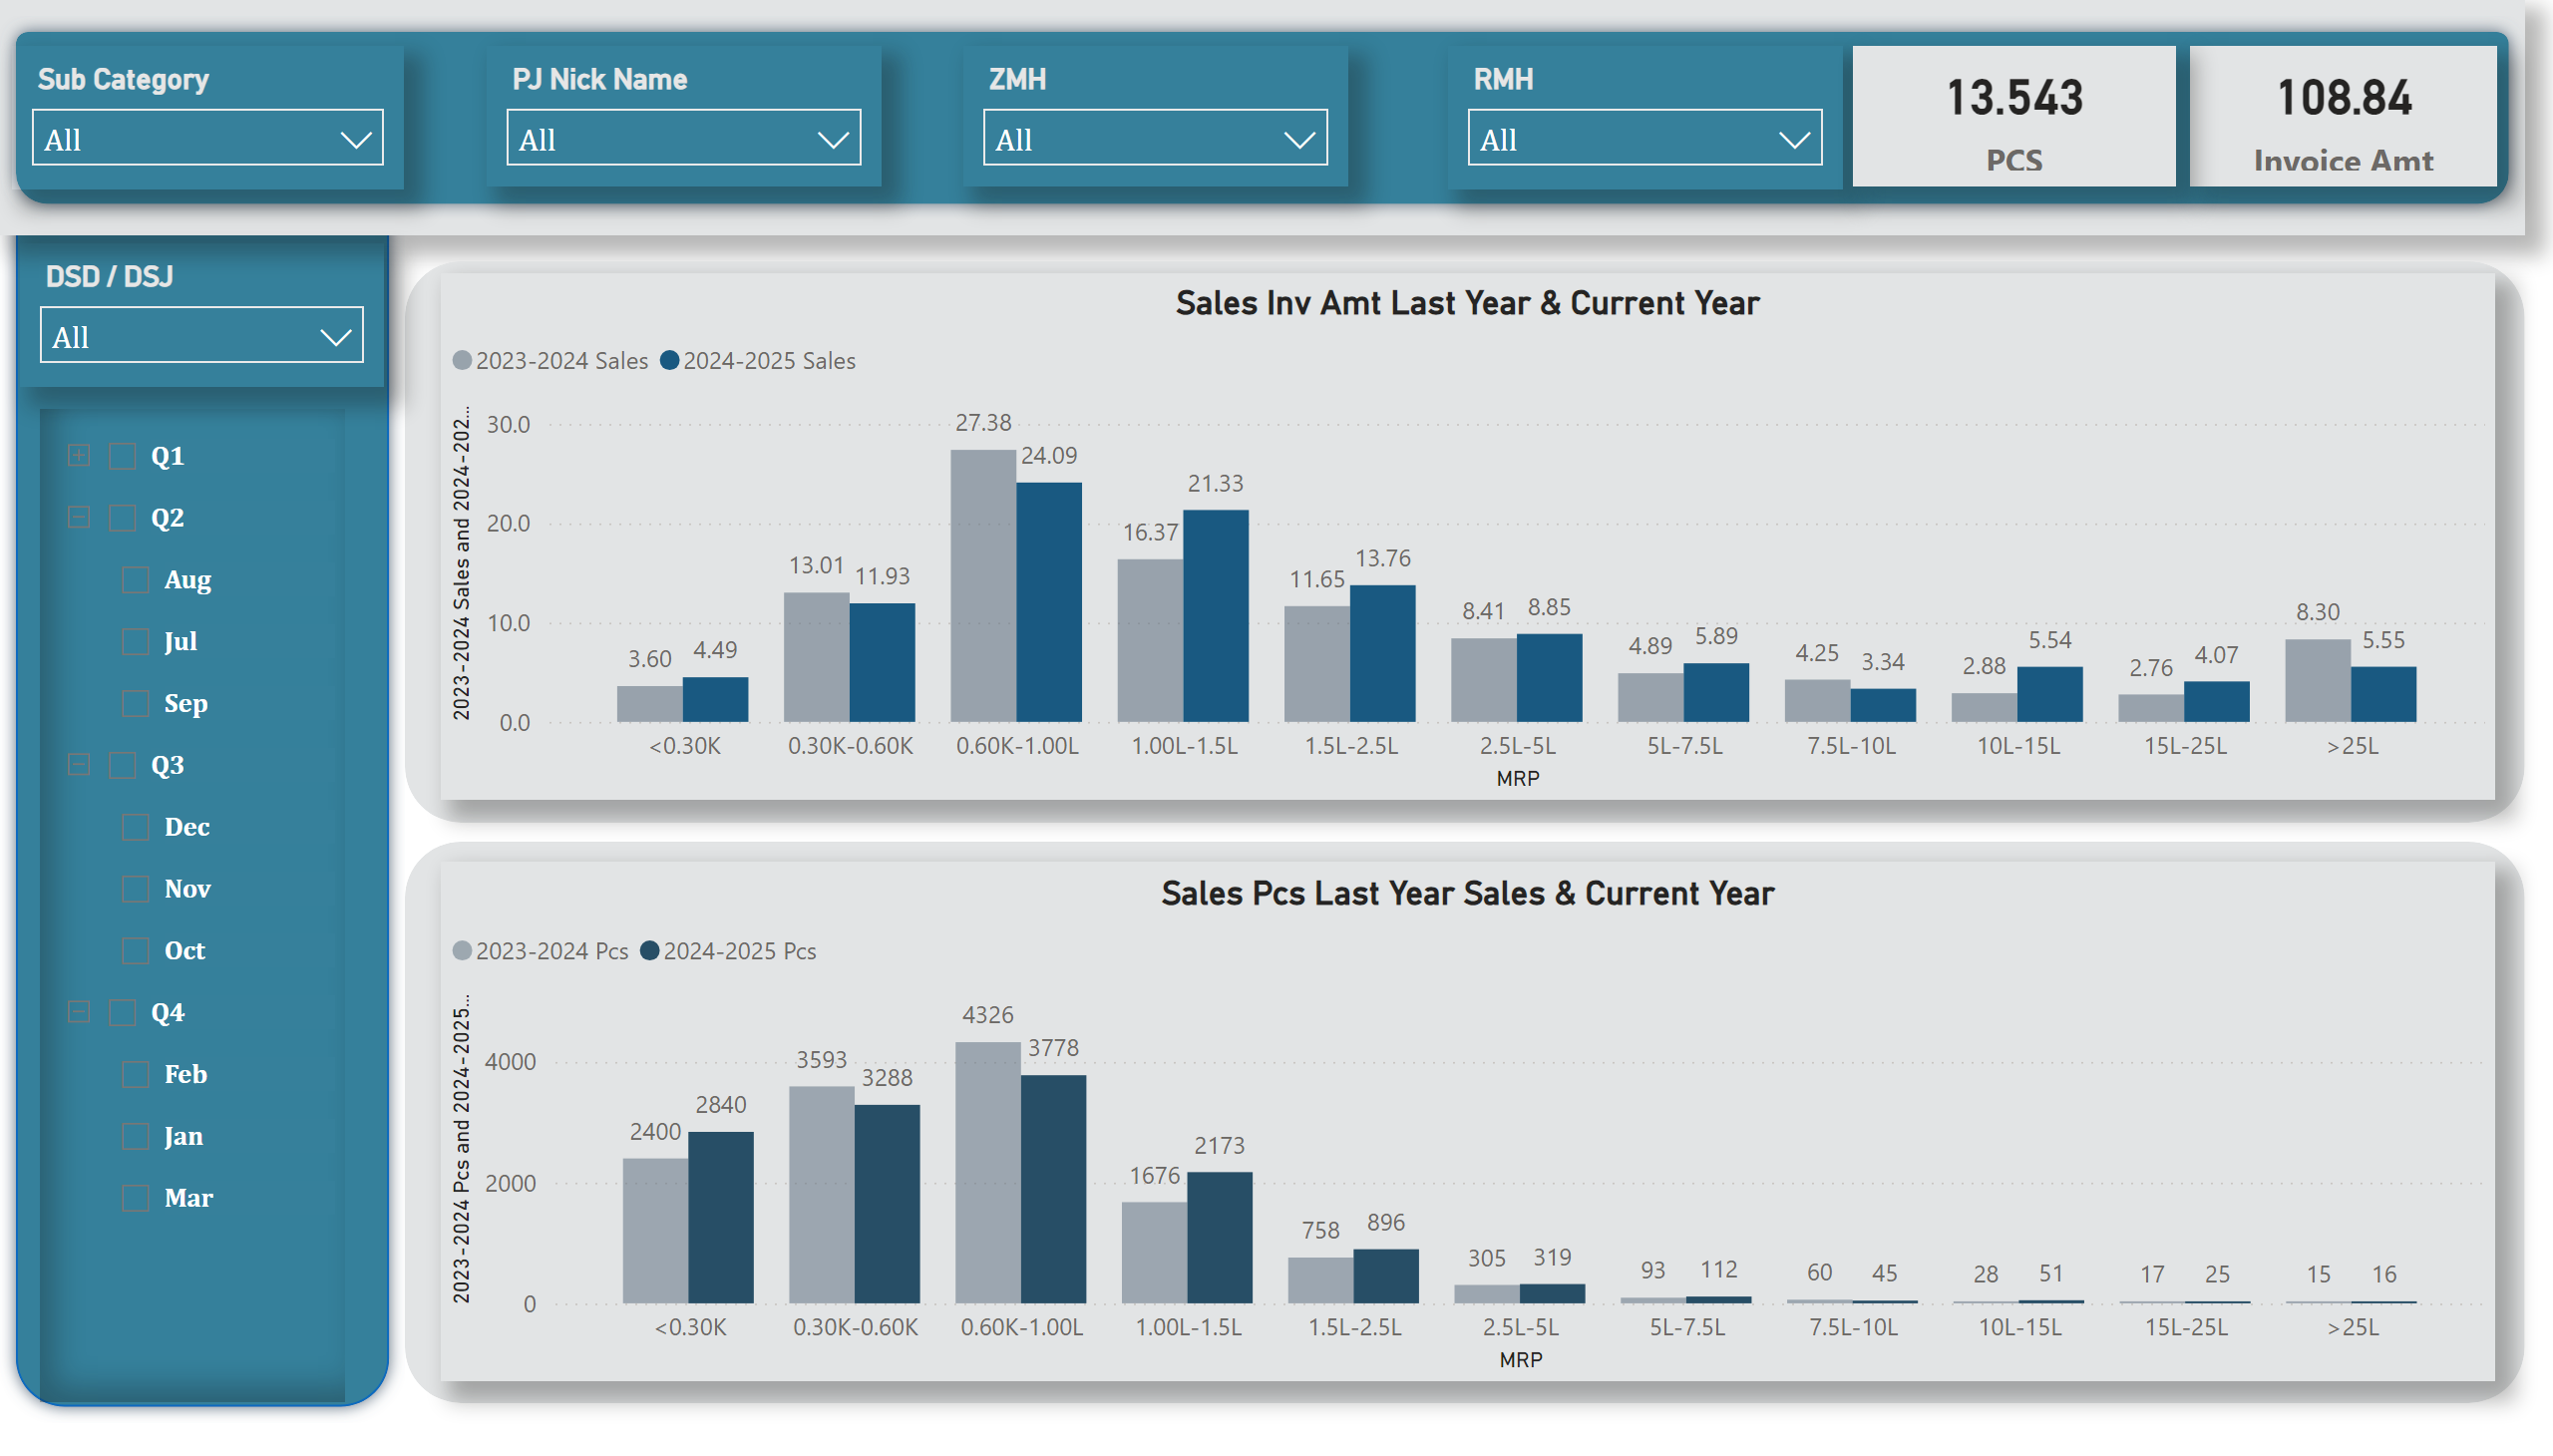 Sub Category
All
PJ Nick Name
All
ZMH
All
RMH
All
13.543
PCS
108.84
Invoice Amt
DSD / DSJ
All
Q1
Q2
Aug
Jul
Sep
Q3
Dec
Nov
Oct
Q4
Feb
Jan
Mar
Sales Inv Amt Last Year & Current Year
2023-2024 Sales 2024-2025 Sales
2023-2024 Sales and 2024-202...
30.0
20.0
10.0
0.0
3.60 4.49
13.01 11.93
27.38 24.09
16.37 21.33
11.65 13.76
8.41 8.85
4.89 5.89
4.25 3.34
2.88 5.54
2.76 4.07
8.30 5.55
<0.30K 0.30K-0.60K 0.60K-1.00L 1.00L-1.5L 1.5L-2.5L 2.5L-5L 5L-7.5L 7.5L-10L 10L-15L 15L-25L >25L
MRP
Sales Pcs Last Year Sales & Current Year
2023-2024 Pcs 2024-2025 Pcs
2023-2024 Pcs and 2024-2025...
4000
2000
0
2400 2840
3593 3288
4326 3778
1676 2173
758 896
305 319
93 112
60 45
28 51
17 25
15 16
<0.30K 0.30K-0.60K 0.60K-1.00L 1.00L-1.5L 1.5L-2.5L 2.5L-5L 5L-7.5L 7.5L-10L 10L-15L 15L-25L >25L
MRP